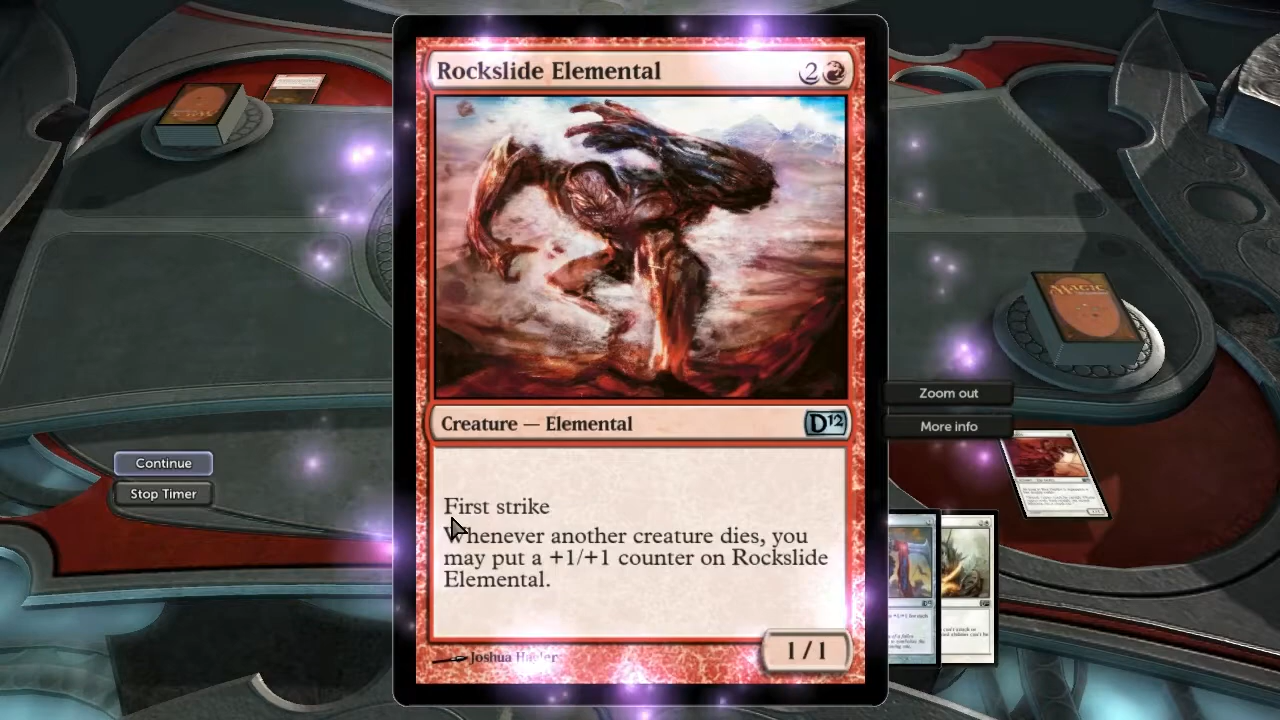 Rockslide Elemental
2
MAGIC
Zoom out
Creature — Elemental
D12
More info
Continue
Stop Timer
First strike
Whenever another creature dies, you
may put a +1/+1 counter on Rockslide
Elemental.
1/1
Joshua Hagler